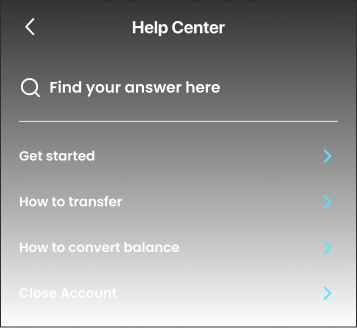 Help Center
Find your answer here
Get started
How to transfer
How to convert balance
Close Account